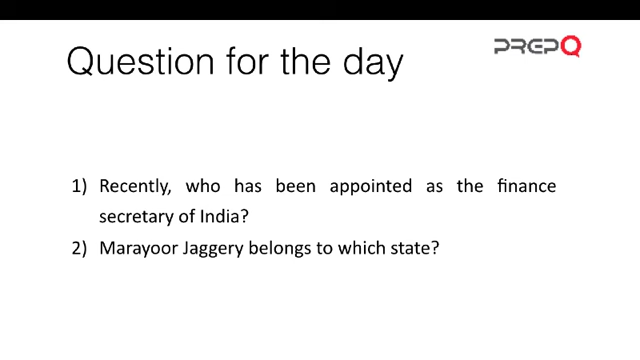 Question for the day
PREPQ
1) Recently, who has been appointed as the finance
secretary of India?
2) Marayoor Jaggery belongs to which state?